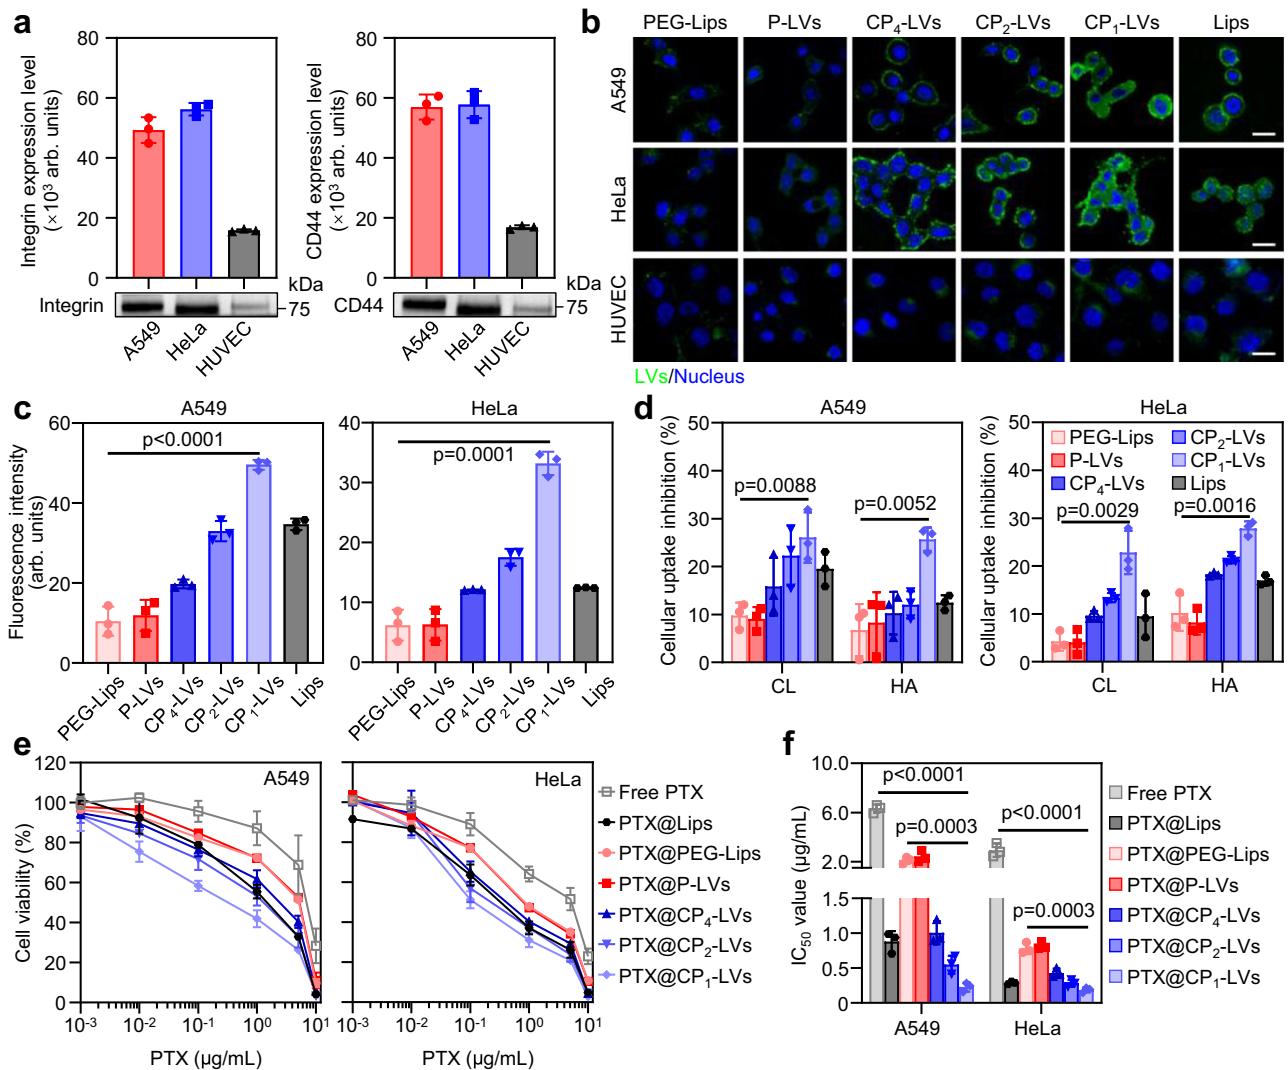 a
Integrin expression level
(×10³ arb. units)
80
60
40
20
0
Integrin
kDa
75
A549
HeLa
HUVEC
CD44 expression level
(×10³ arb. units)
80
60
40
20
0
CD44
kDa
75
A549
HeLa
HUVEC
b
PEG-Lips P-LVs CP₄-LVs CP₂-LVs CP₁-LVs Lips
A549
HeLa
HUVEC
LVs/Nucleus
c
A549
Fluorescence intensity
(arb. units)
60
40
20
0
p<0.0001
PEG-Lips
P-LVs
CP₄-LVs
CP₂-LVs
CP₁-LVs
Lips
HeLa
40
30
20
10
0
p=0.0001
PEG-Lips
P-LVs
CP₄-LVs
CP₂-LVs
CP₁-LVs
Lips
d
A549
Cellular uptake inhibition (%)
50
40
30
20
10
0
p=0.0088
p=0.0052
CL HA
HeLa
Cellular uptake inhibition (%)
50
40
30
20
10
0
PEG-Lips
P-LVs
CP₄-LVs
CP₂-LVs
CP₁-LVs
Lips
p=0.0029
p=0.0016
CL HA
e
Cell viability (%)
120
100
80
60
40
20
0
A549
10⁻³ 10⁻² 10⁻¹ 10⁰ 10¹
PTX (μg/mL)
HeLa
10⁻³ 10⁻² 10⁻¹ 10⁰ 10¹
PTX (μg/mL)
Free PTX
PTX@Lips
PTX@PEG-Lips
PTX@P-LVs
PTX@CP₄-LVs
PTX@CP₂-LVs
PTX@CP₁-LVs
f
IC₅₀ value (μg/mL)
10.0
6.0
2.0
1.5
1.0
0.5
0
p<0.0001
p=0.0003
p<0.0001
p=0.0003
A549 HeLa
Free PTX
PTX@Lips
PTX@PEG-Lips
PTX@P-LVs
PTX@CP₄-LVs
PTX@CP₂-LVs
PTX@CP₁-LVs